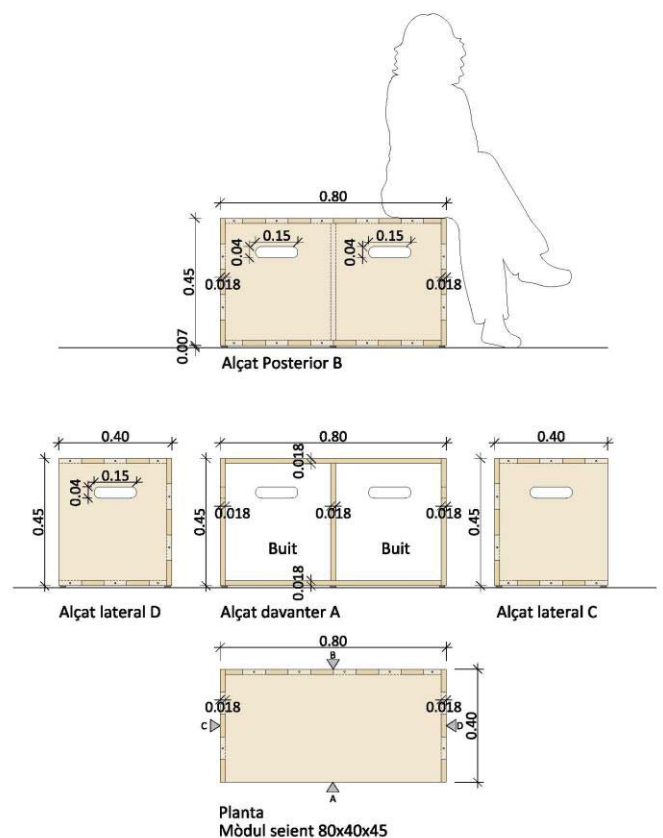 0.80
0.15
0.15
0.04
0.04
0.45
0.018
0.018
0.007
Alçat Posterior B
0.40
0.80
0.40
0.018
0.15
0.04
0.45
0.45
0.018
0.018
0.018
0.45
Buit
Buit
0.018
Alçat lateral D
Alçat davanter A
Alçat lateral C
0.80
B
0.018
0.018
C
D
0.40
A
Planta
Mòdul seient 80x40x45